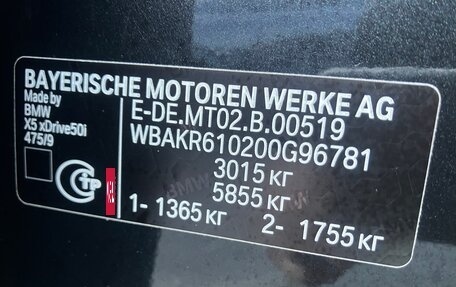 BAYERISCHE MOTOREN WERKE AG
Made by
BMW
X5 xDrive50i
475/9
E-DE.MT02.B.00519
WBAKR610200G96781
3015 кг
5855 кг
1- 1365 кг 2- 1755 кг